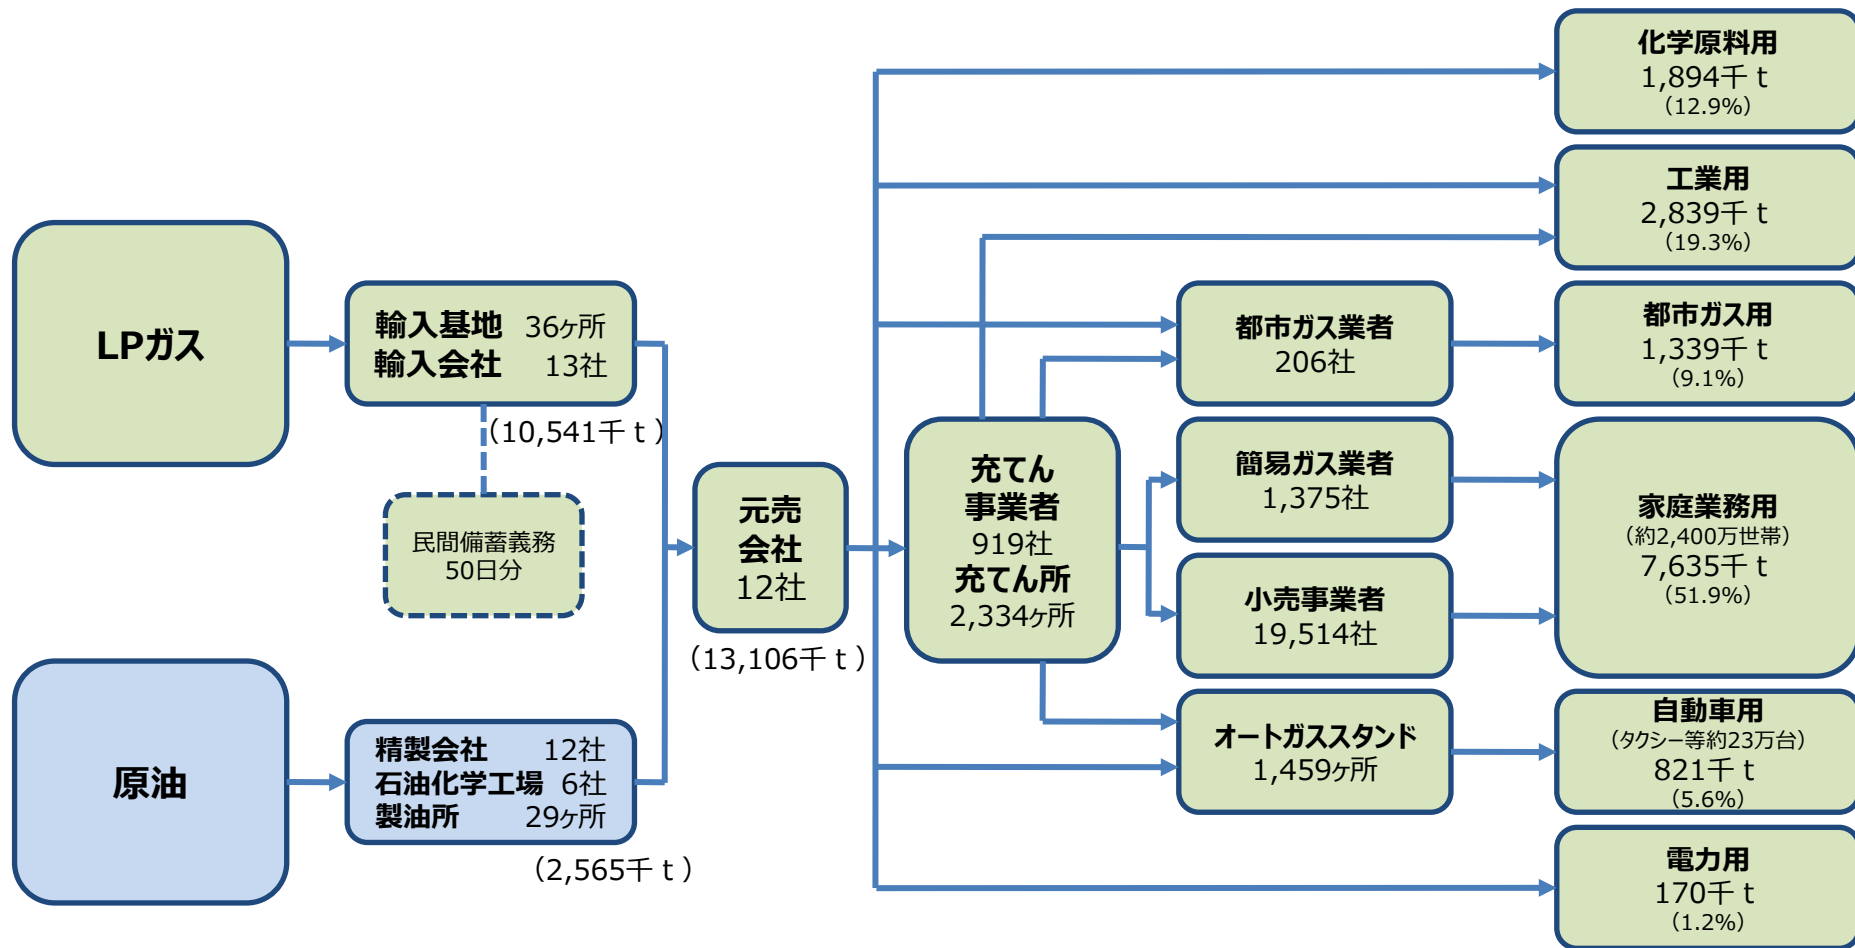 LPガス
輸入基地 36ヶ所
輸入会社 13社
(10,541千ｔ)
民間備蓄義務
50日分
原油
精製会社 12社
石油化学工場 6社
製油所 29ヶ所
(2,565千ｔ)
元売
会社
12社
(13,106千ｔ)
充てん
事業者
919社
充てん所
2,334ヶ所
都市ガス業者
206社
簡易ガス業者
1,375社
小売事業者
19,514社
オートガススタンド
1,459ヶ所
化学原料用
1,894千ｔ
(12.9%)
工業用
2,839千ｔ
(19.3%)
都市ガス用
1,339千ｔ
(9.1%)
家庭業務用
(約2,400万世帯)
7,635千ｔ
(51.9%)
自動車用
(タクシー等約23万台)
821千ｔ
(5.6%)
電力用
170千ｔ
(1.2%)